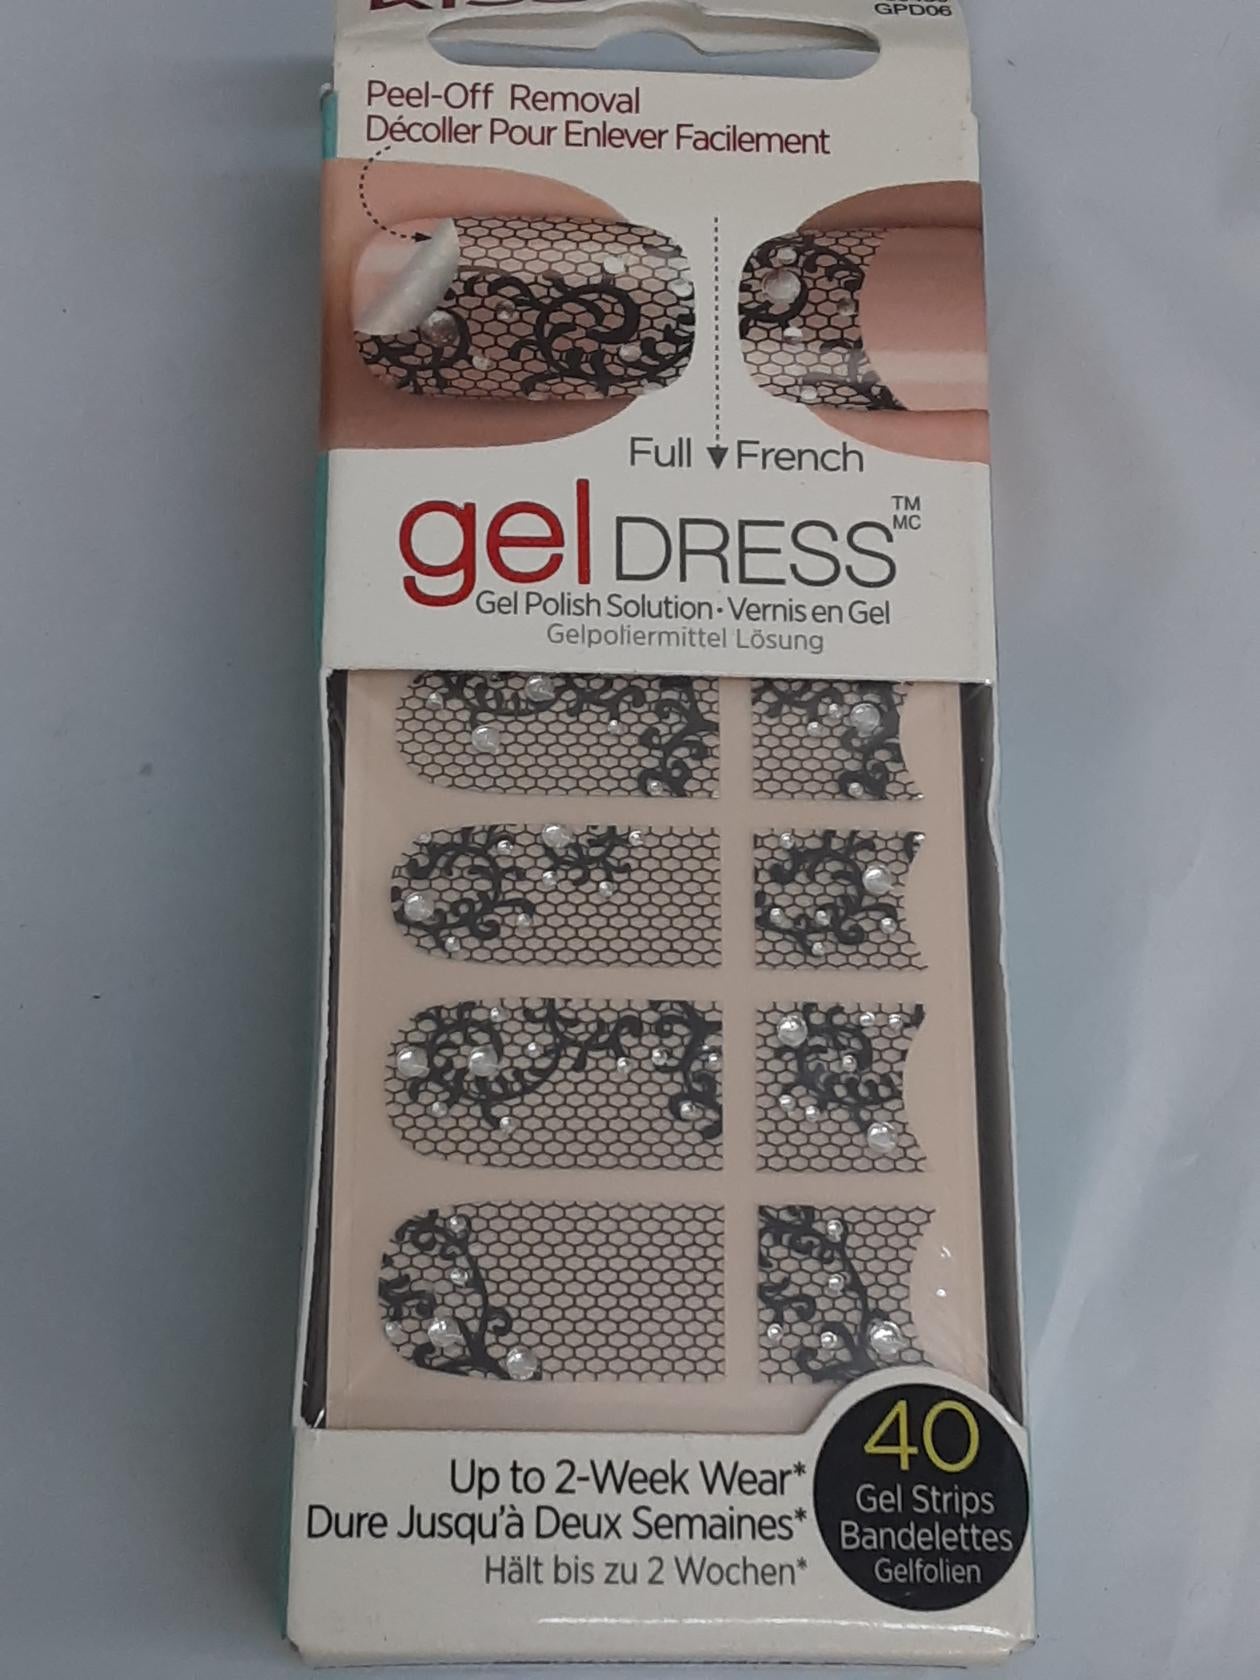 KISS
GPD06
Peel-Off Removal
Décoller Pour Enlever Facilement
Full French
gel DRESS™ MC
Gel Polish Solution · Vernis en Gel
Gelpoliermittel Lösung
40
Gel Strips
Bandelettes
Gelfolien
Up to 2-Week Wear*
Dure Jusqu'à Deux Semaines*
Hält bis zu 2 Wochen*